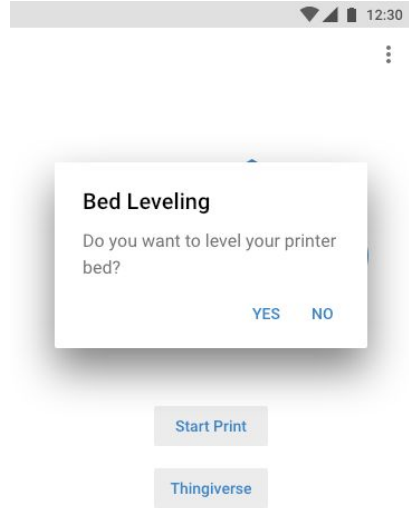 12:30
Bed Leveling
Do you want to level your printer
bed?
YES NO
Start Print
Thingiverse